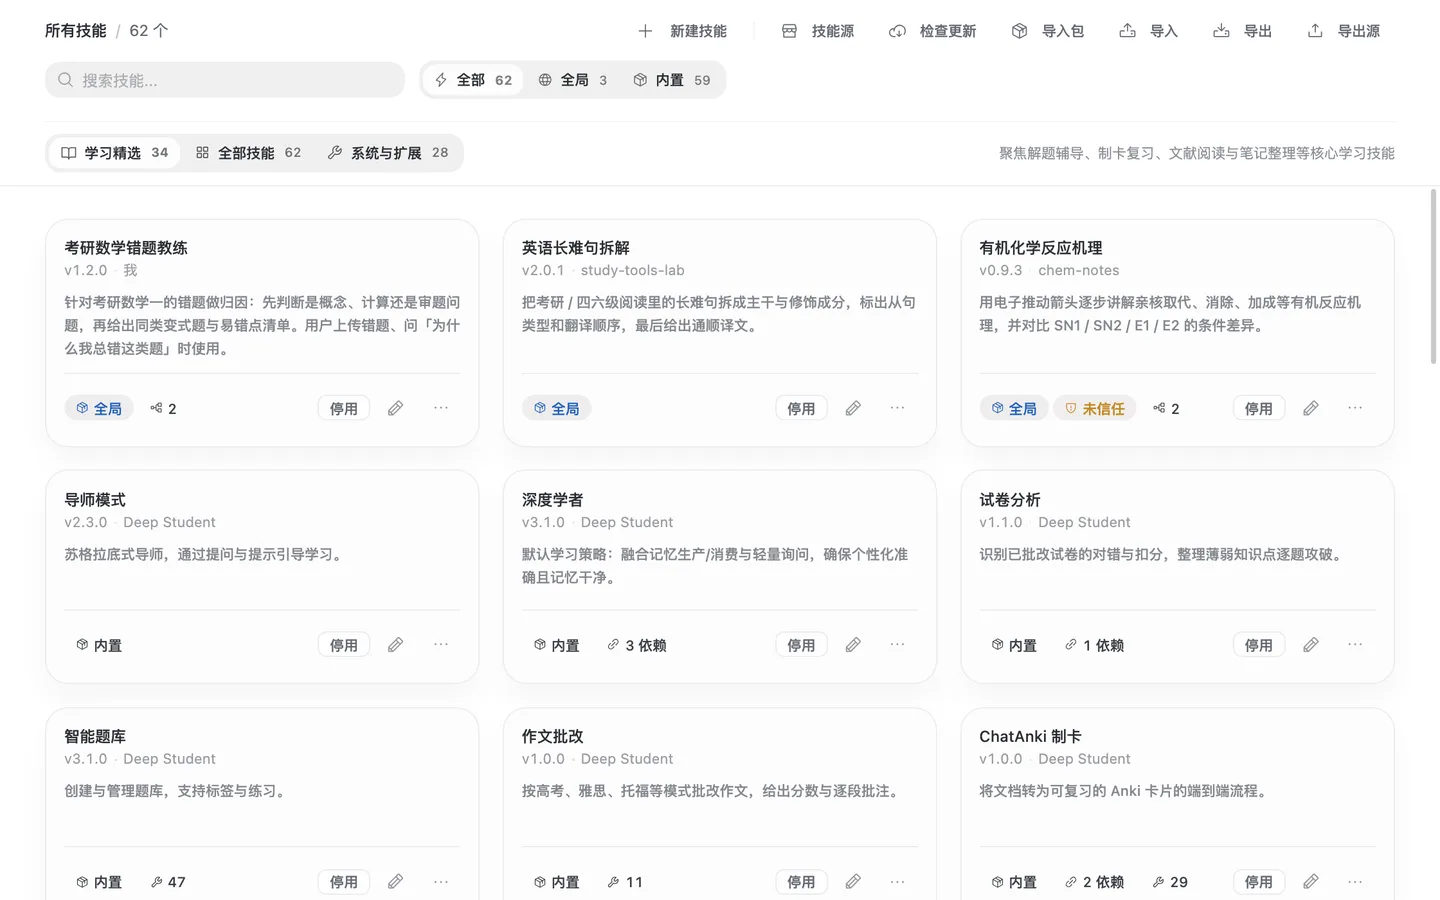 所有技能 / 62 个
新建技能
技能源
检查更新
导入包
导入
导出
导出源
搜索技能...
全部 62
全局 3
内置 59
学习精选 34
全部技能 62
系统与扩展 28
聚焦解题辅导、制卡复习、文献阅读与笔记整理等核心学习技能
考研数学错题教练
v1.2.0 · 我
针对考研数学一的错题做归因：先判断是概念、计算还是审题问
题，再给出同类变式题与易错点清单。用户上传错题、问「为什
么我总错这类题」时使用。
全局 2 停用 ...
英语长难句拆解
v2.0.1 · study-tools-lab
把考研 / 四六级阅读里的长难句拆成主干与修饰成分，标出从句
类型和翻译顺序，最后给出通顺译文。
全局 停用 ...
有机化学反应机理
v0.9.3 · chem-notes
用电子推动箭头逐步讲解亲核取代、消除、加成等有机反应机
理，并对比 SN1 / SN2 / E1 / E2 的条件差异。
全局 未信任 2 停用 ...
导师模式
v2.3.0 · Deep Student
苏格拉底式导师，通过提问与提示引导学习。
内置 停用 ...
深度学者
v3.1.0 · Deep Student
默认学习策略：融合记忆生产/消费与轻量询问，确保个性化准
确且记忆干净。
内置 3 依赖 停用 ...
试卷分析
v1.1.0 · Deep Student
识别已批改试卷的对错与扣分，整理薄弱知识点逐题攻破。
内置 1 依赖 停用 ...
智能题库
v3.1.0 · Deep Student
创建与管理题库，支持标签与练习。
内置 47 停用 ...
作文批改
v1.0.0 · Deep Student
按高考、雅思、托福等模式批改作文，给出分数与逐段批注。
内置 11 停用 ...
ChatAnki 制卡
v1.0.0 · Deep Student
将文档转为可复习的 Anki 卡片的端到端流程。
内置 2 依赖 29 停用 ...